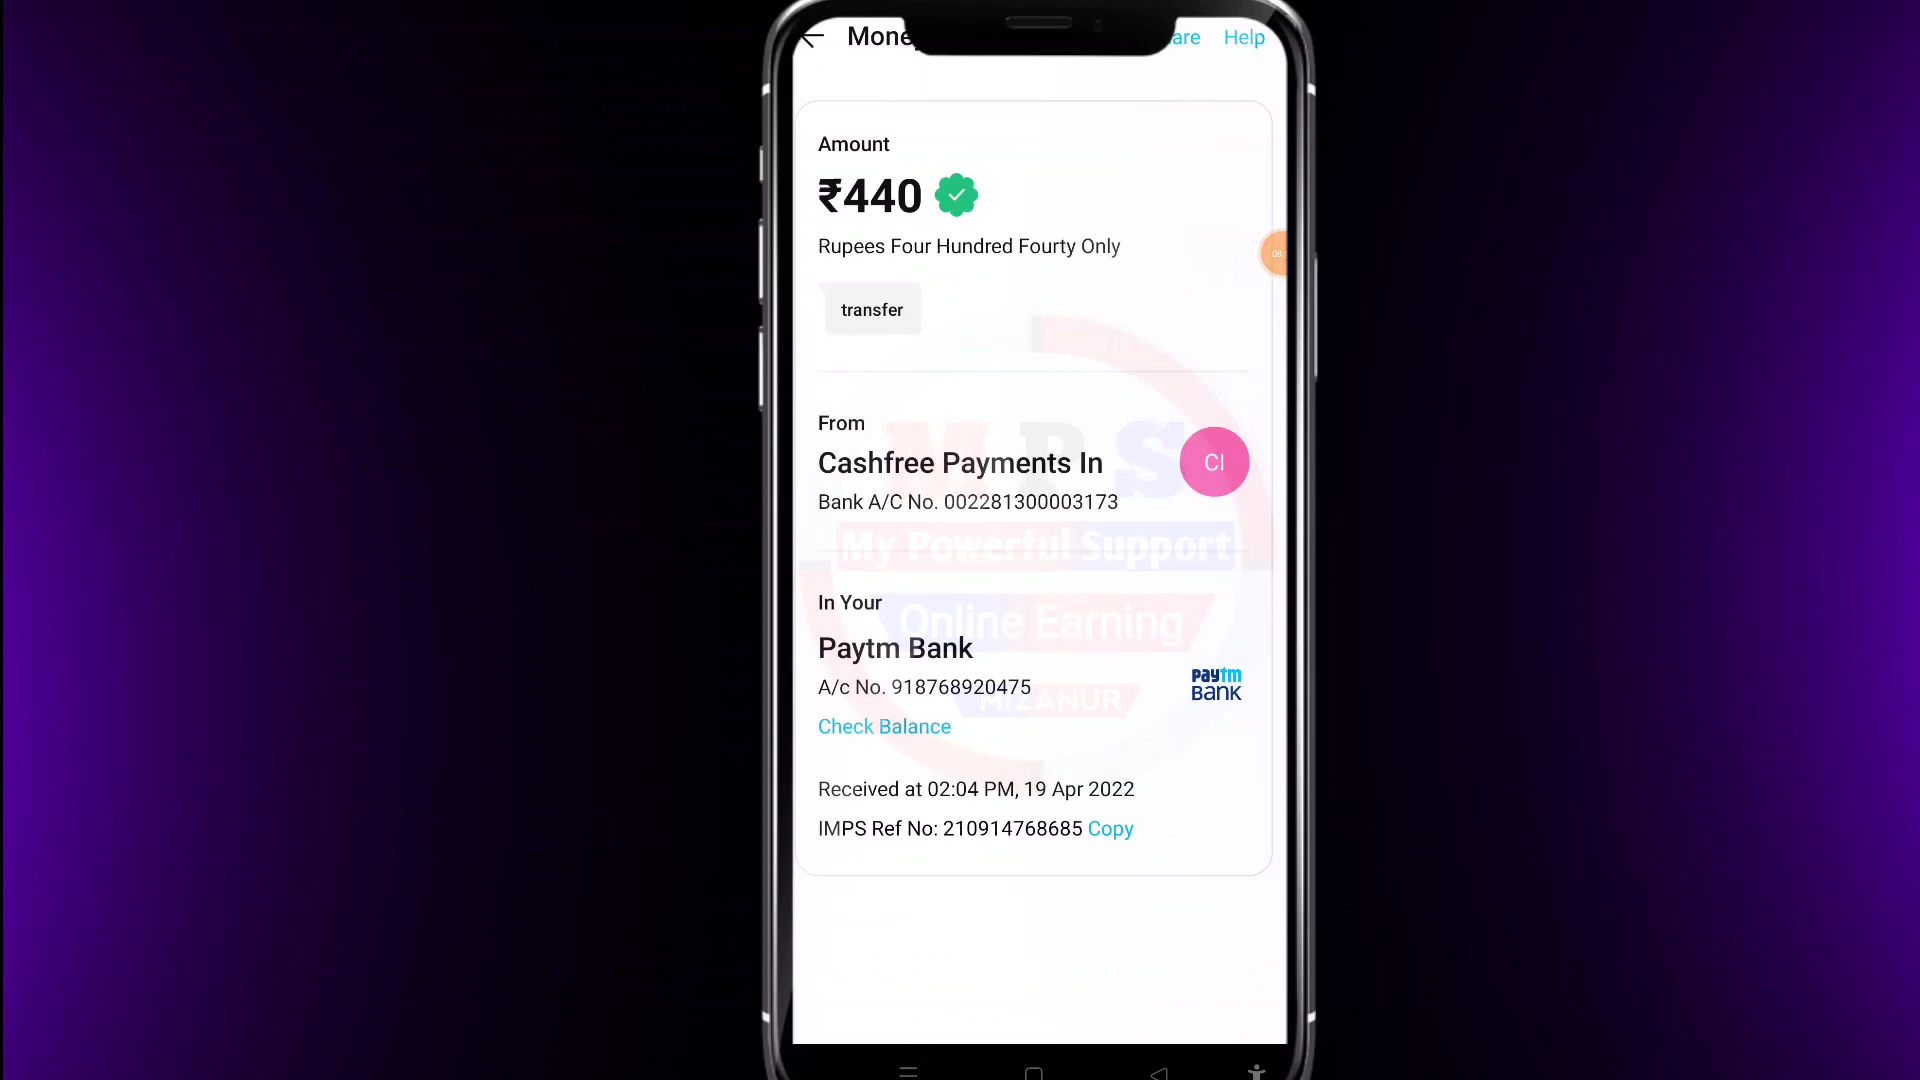 Mone
are Help
Amount
₹440
Rupees Four Hundred Fourty Only
transfer
From
Cashfree Payments In
CI
Bank A/C No. 002281300003173
M P S
My Powerful Support
In Your
Online Earning
Paytm Bank
paytm
BANK
A/c No. 918768920475
MIZANUR
Check Balance
Received at 02:04 PM, 19 Apr 2022
IMPS Ref No: 210914768685 Copy